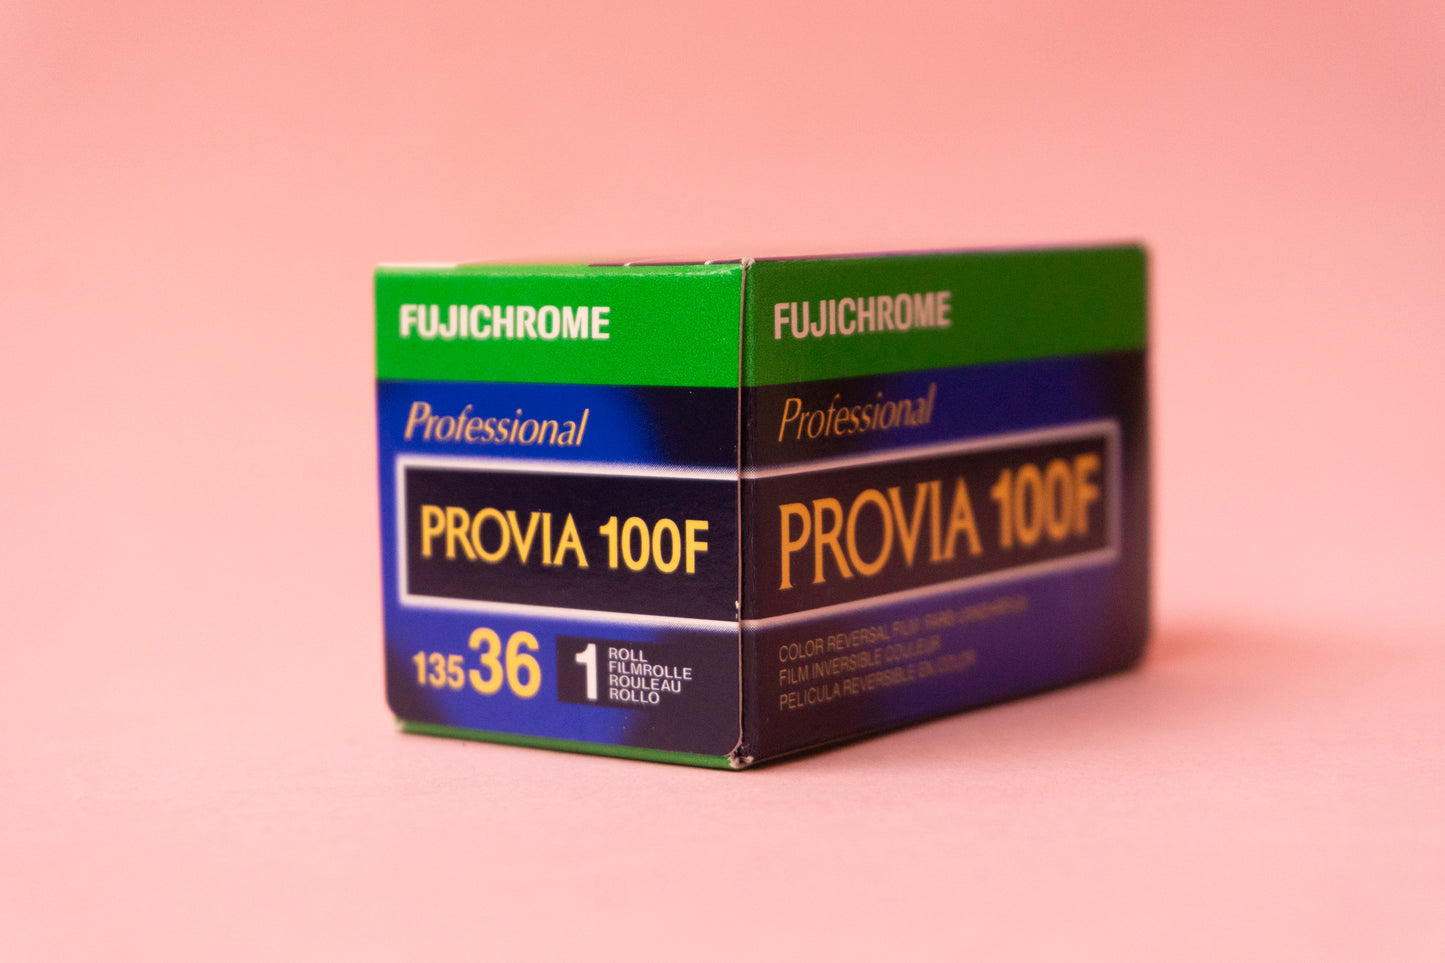 FUJICHROME
Professional
PROVIA 100F
135 36
1 ROLL
FILMROLLE
ROULEAU
ROLLO
FUJICHROME
Professional
PROVIA 100F
COLOR REVERSAL FILM
FILM INVERSIBLE COULEUR
PELICULA REVERSIBLE EN COLOR